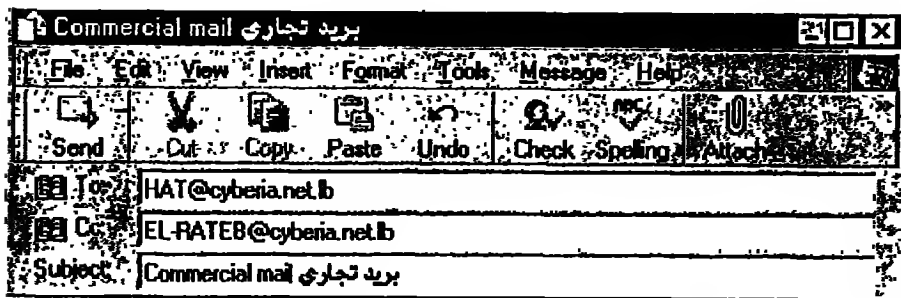 Commercial mail بريد تجاري
File Edit View Insert Format Tools Message Help
Send Cut Copy Paste Undo Check Spelling Attach
To: HAT@cyberia.net.lb
Cc: EL-RATEB@cyberia.net.lb
Subject: Commercial mail بريد تجاري